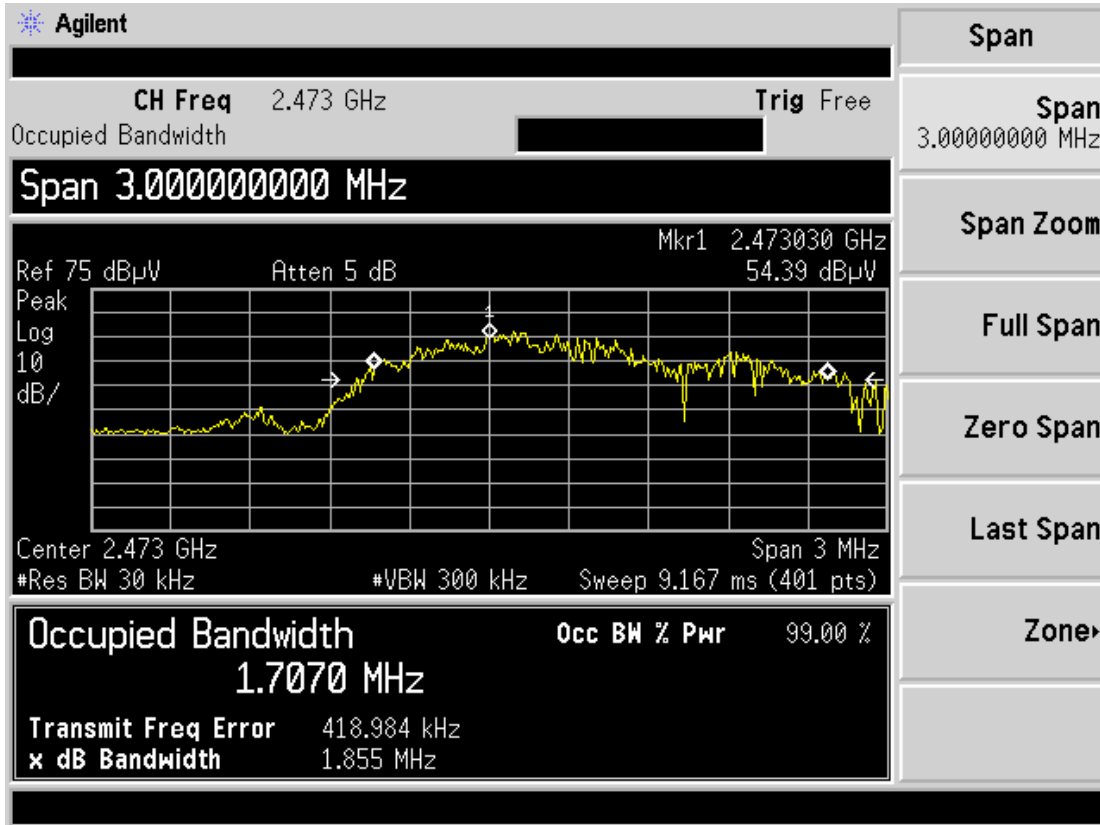 Agilent
Span
CH Freq 2.473 GHz Trig Free
Occupied Bandwidth
Span
3.00000000 MHz
Span 3.000000000 MHz
Span Zoom
Mkr1 2.473030 GHz
Ref 75 dBµV Atten 5 dB 54.39 dBµV
Peak
Log
10
dB/
1
Full Span
Zero Span
Last Span
Center 2.473 GHz Span 3 MHz
#Res BW 30 kHz #VBW 300 kHz Sweep 9.167 ms (401 pts)
Occupied Bandwidth Occ BW % Pwr 99.00 %
1.7070 MHz
Zone
Transmit Freq Error 418.984 kHz
x dB Bandwidth 1.855 MHz